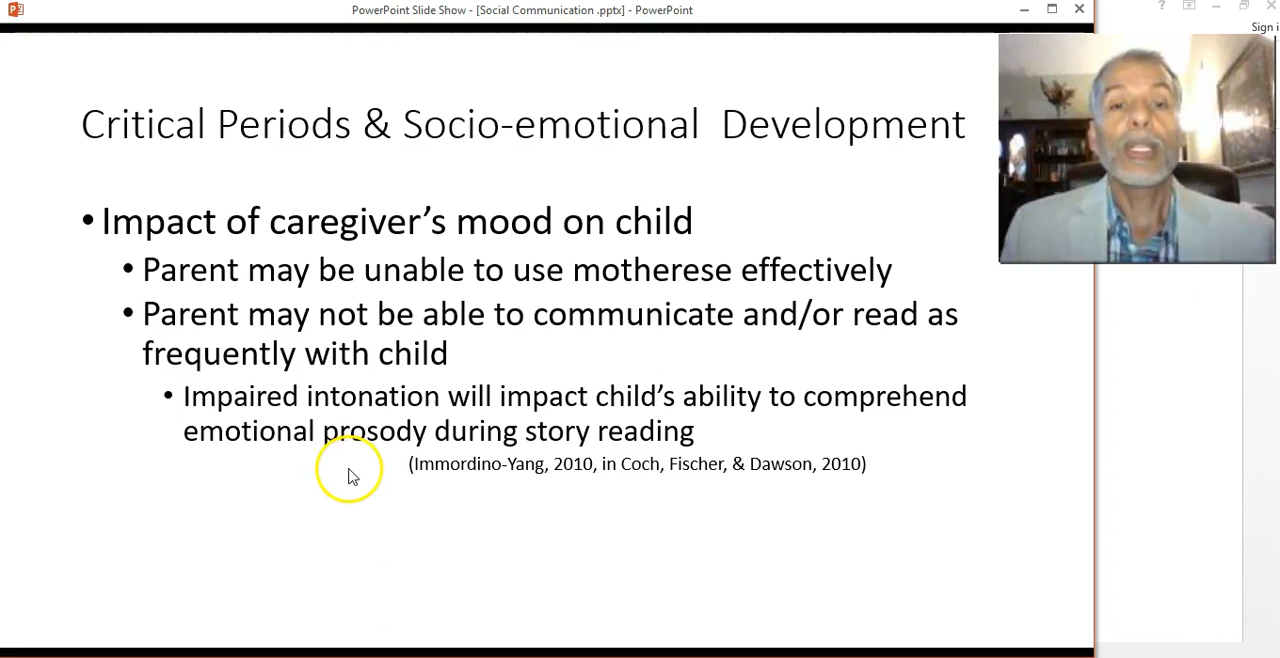 PowerPoint Slide Show - [Social Communication .pptx] - PowerPoint
Sign i
Critical Periods & Socio-emotional  Development
• Impact of caregiver’s mood on child
• Parent may be unable to use motherese effectively
• Parent may not be able to communicate and/or read as
frequently with child
• Impaired intonation will impact child’s ability to comprehend
emotional prosody during story reading
(Immordino-Yang, 2010, in Coch, Fischer, & Dawson, 2010)